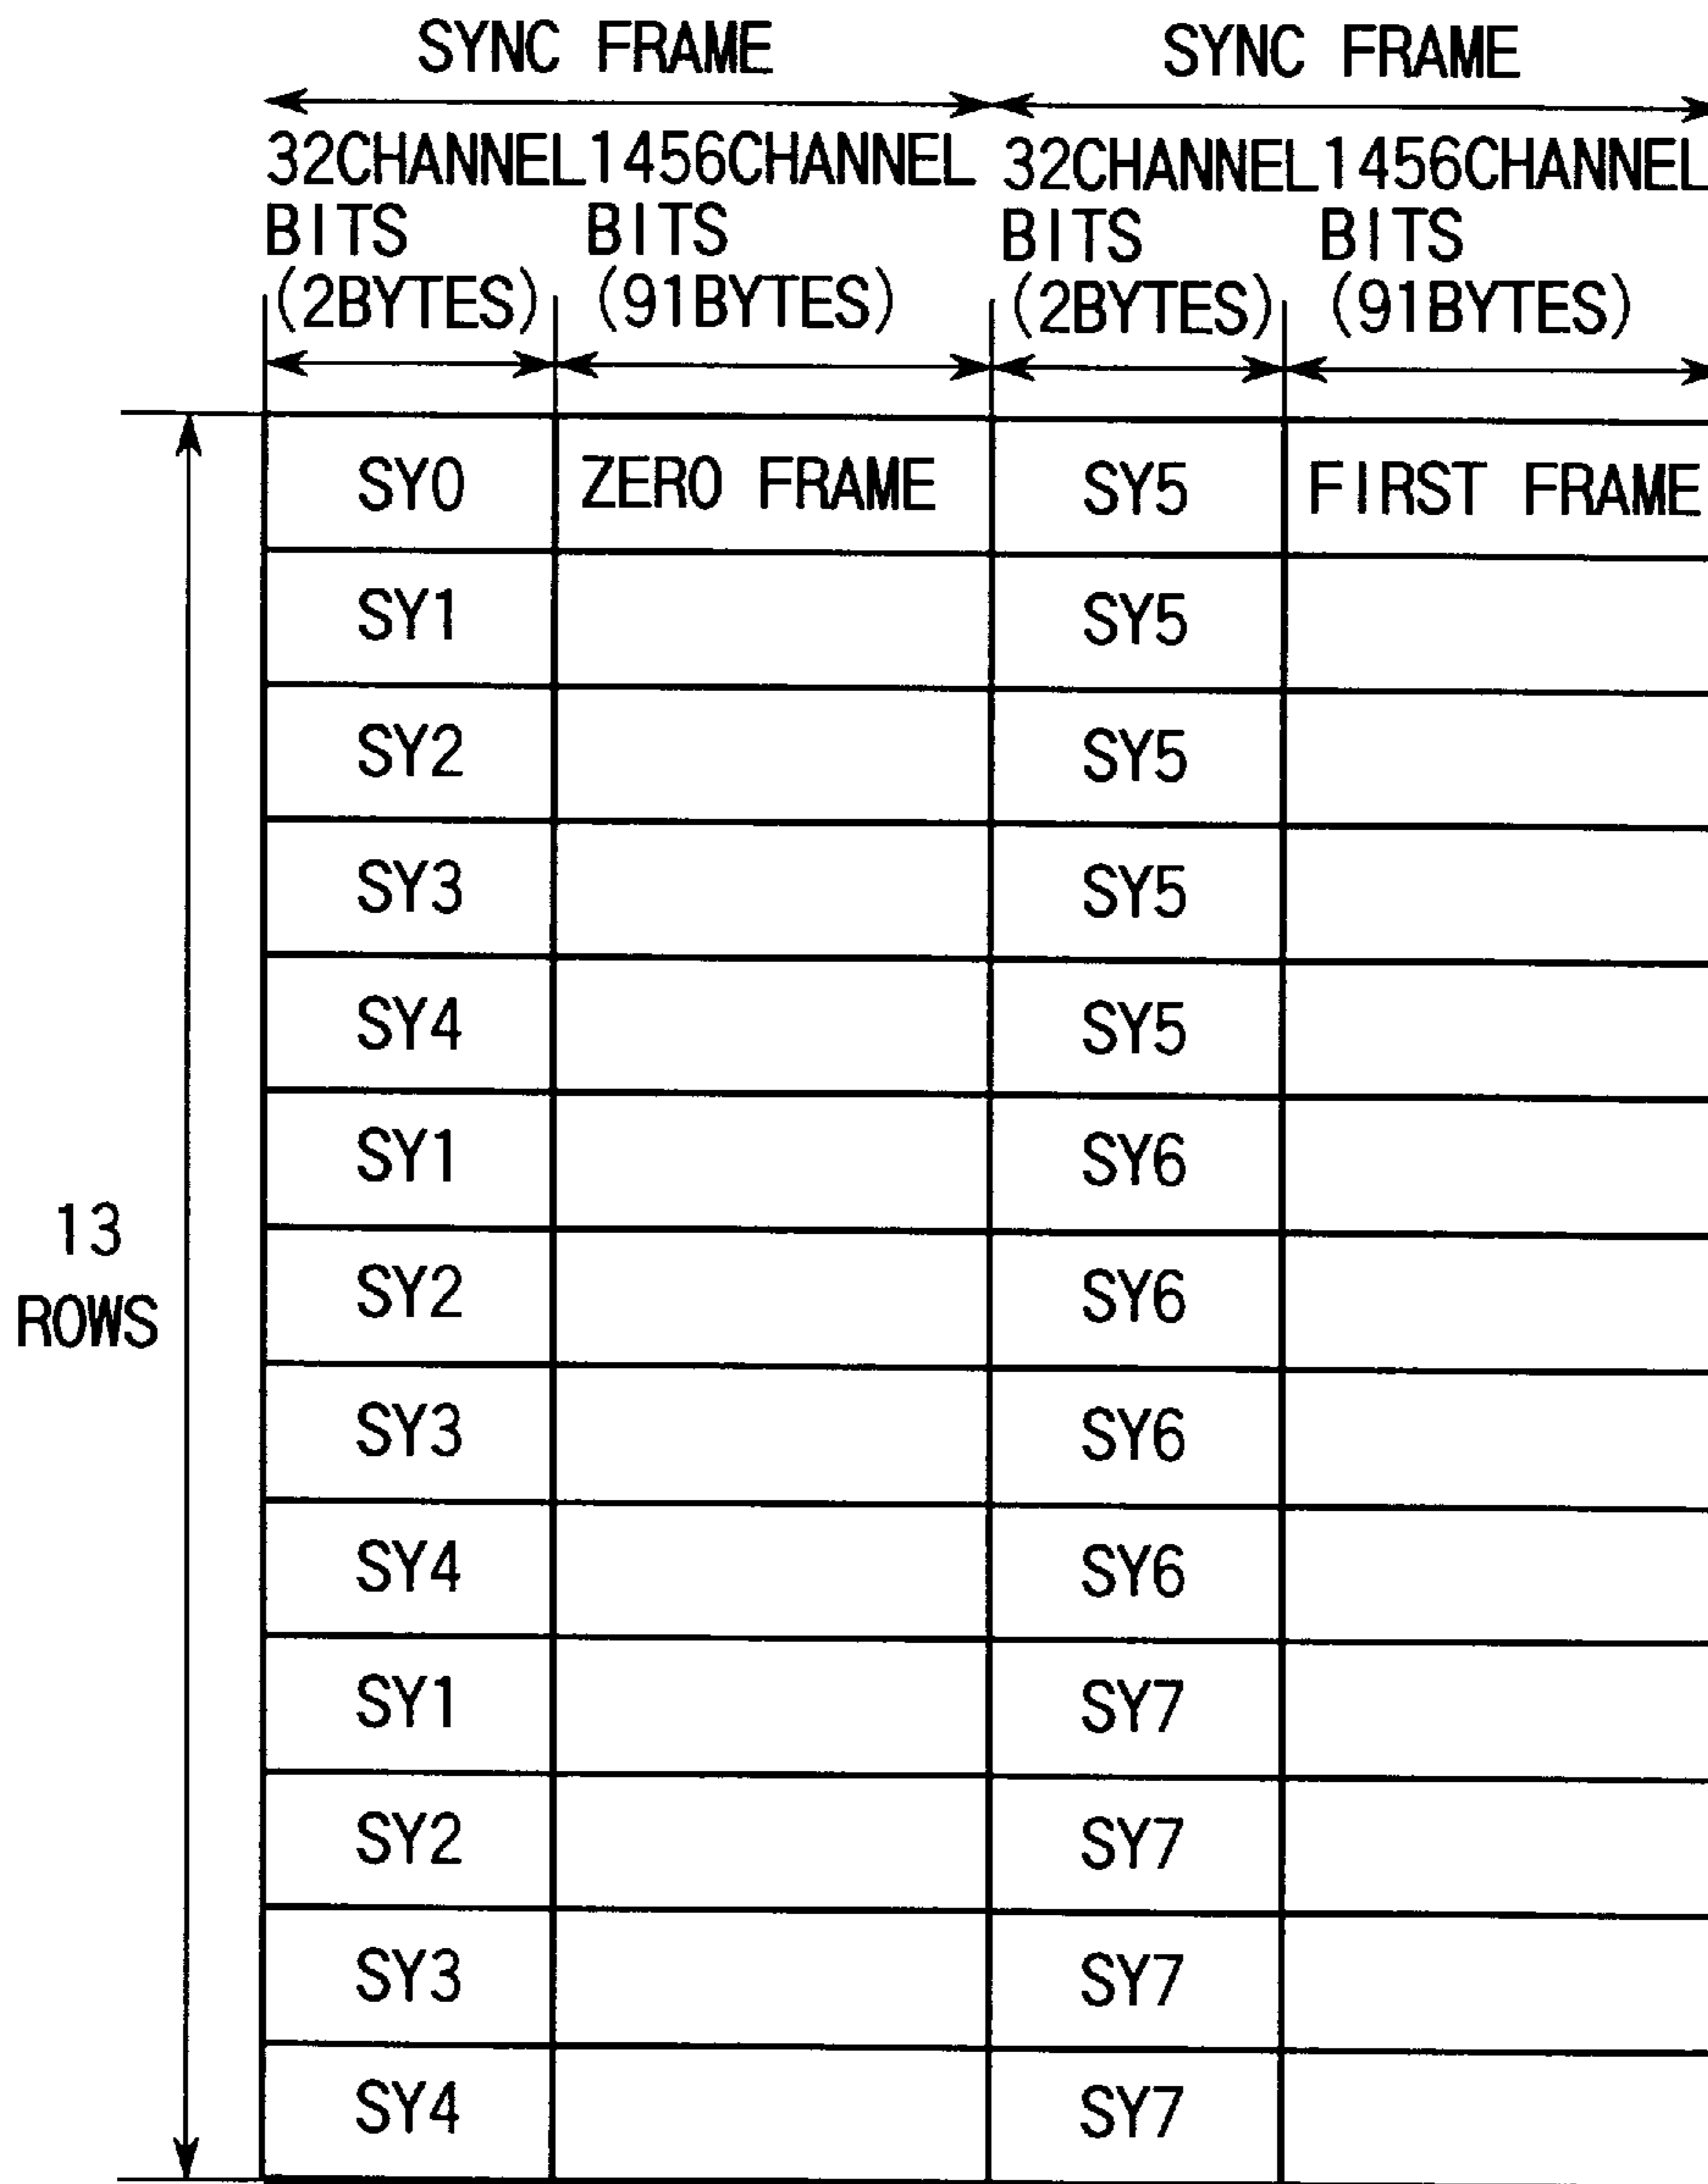 SYNC FRAME SYNC FRAME
32CHANNEL 1456CHANNEL 32CHANNEL 1456CHANNEL
BITS BITS BITS BITS
(2BYTES) (91BYTES) (2BYTES) (91BYTES)
SY0 ZERO FRAME SY5 FIRST FRAME
SY1 SY5
SY2 SY5
SY3 SY5
SY4 SY5
SY1 SY6
13
SY2 SY6
ROWS
SY3 SY6
SY4 SY6
SY1 SY7
SY2 SY7
SY3 SY7
SY4 SY7